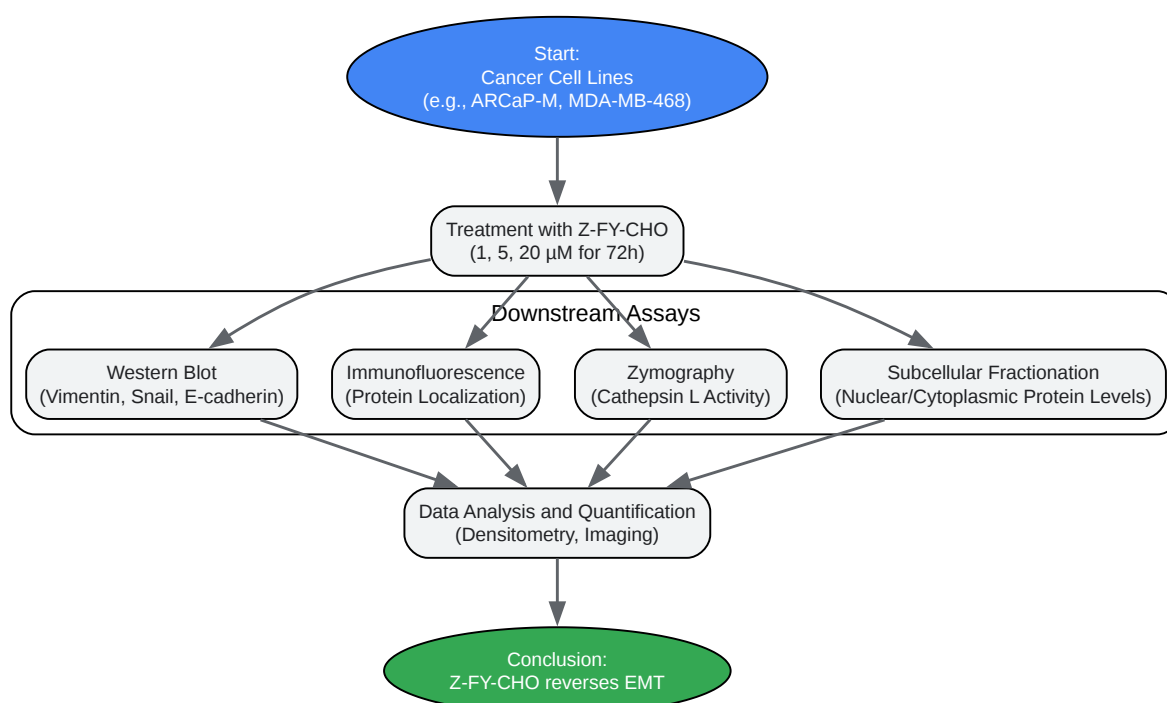 Start:
Cancer Cell Lines
(e.g., ARCaP-M, MDA-MB-468)
Treatment with Z-FY-CHO
(1, 5, 20 µM for 72h)
Downstream Assays
Western Blot
(Vimentin, Snail, E-cadherin)
Immunofluorescence
(Protein Localization)
Zymography
(Cathepsin L Activity)
Subcellular Fractionation
(Nuclear/Cytoplasmic Protein Levels)
Data Analysis and Quantification
(Densitometry, Imaging)
Conclusion:
Z-FY-CHO reverses EMT